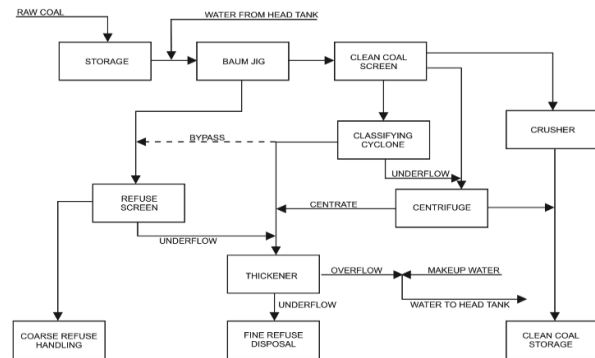 RAW COAL
WATER FROM HEAD TANK
STORAGE
BAUM JIG
CLEAN COAL
SCREEN
CRUSHER
BYPASS
CLASSIFYING
CYCLONE
UNDERFLOW
REFUSE
SCREEN
CENTRATE
CENTRIFUGE
UNDERFLOW
THICKENER
OVERFLOW
MAKEUP WATER
WATER TO HEAD TANK
UNDERFLOW
COARSE REFUSE
HANDLING
FINE REFUSE
DISPOSAL
CLEAN COAL
STORAGE